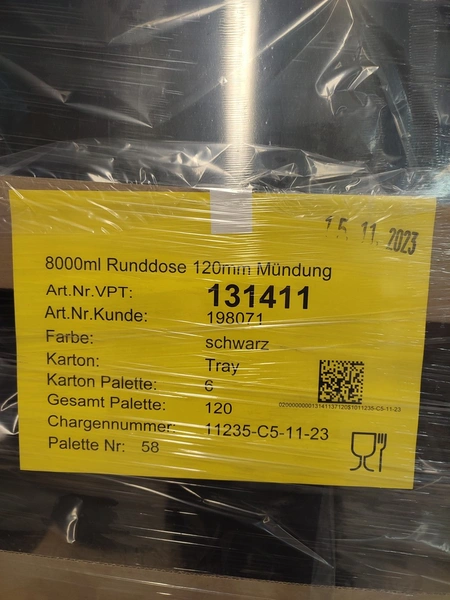 15. 11. 2023
8000ml Runddose 120mm Mündung
Art.Nr.VPT: 131411
Art.Nr.Kunde: 198071
Farbe: schwarz
Karton: Tray
Karton Palette: 6
Gesamt Palette: 120
Chargennummer: 11235-C5-11-23
Palette Nr: 58